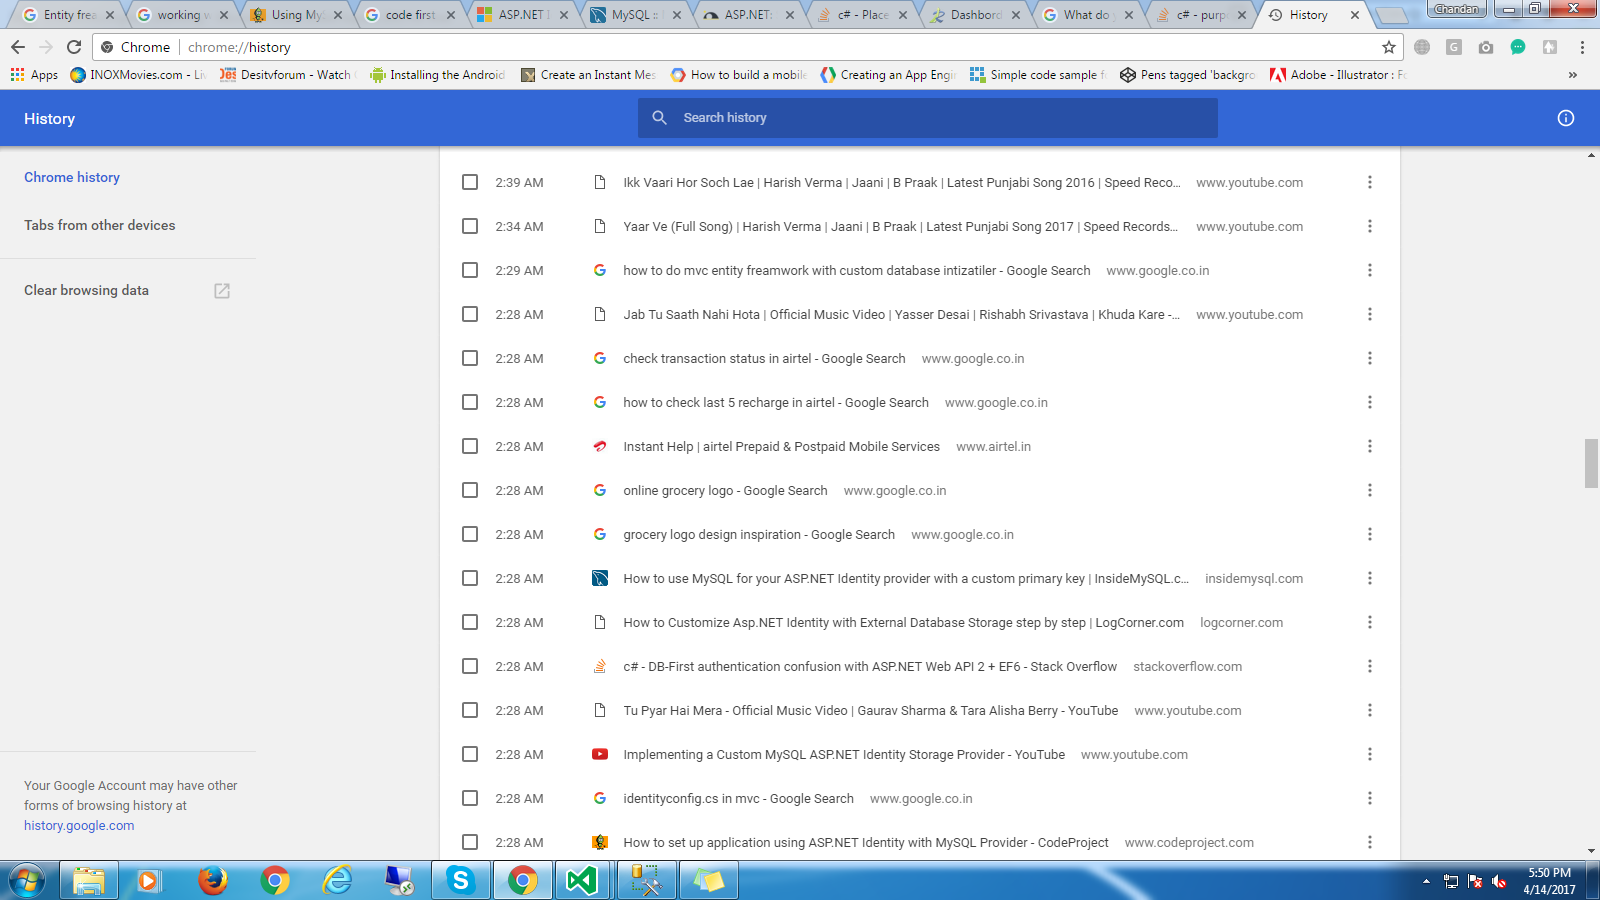 Entity frea
working w
Using MyS
code first
ASP.NET I
MySQL ::
ASP.NET:
c# - Place
Dashboard
What do y
c# - purp
History
Chandan
Chrome
chrome://history
Apps
INOXMovies.com - Liv
Desitvforum - Watch
Installing the Android
Create an Instant Mes
How to build a mobile
Creating an App Engi
Simple code sample f
Pens tagged 'backgro
Adobe - Illustrator : Fo
»
History
Search history
Chrome history
Tabs from other devices
Clear browsing data
2:39 AM Ikk Vaari Hor Soch Lae | Harish Verma | Jaani | B Praak | Latest Punjabi Song 2016 | Speed Reco... www.youtube.com
2:34 AM Yaar Ve (Full Song) | Harish Verma | Jaani | B Praak | Latest Punjabi Song 2017 | Speed Records... www.youtube.com
2:29 AM how to do mvc entity freamwork with custom database intizatiler - Google Search www.google.co.in
2:28 AM Jab Tu Saath Nahi Hota | Official Music Video | Yasser Desai | Rishabh Srivastava | Khuda Kare -... www.youtube.com
2:28 AM check transaction status in airtel - Google Search www.google.co.in
2:28 AM how to check last 5 recharge in airtel - Google Search www.google.co.in
2:28 AM Instant Help | airtel Prepaid & Postpaid Mobile Services www.airtel.in
2:28 AM online grocery logo - Google Search www.google.co.in
2:28 AM grocery logo design inspiration - Google Search www.google.co.in
2:28 AM How to use MySQL for your ASP.NET Identity provider with a custom primary key | InsideMySQL.c... insidemysql.com
2:28 AM How to Customize Asp.NET Identity with External Database Storage step by step | LogCorner.com logcorner.com
2:28 AM c# - DB-First authentication confusion with ASP.NET Web API 2 + EF6 - Stack Overflow stackoverflow.com
2:28 AM Tu Pyar Hai Mera - Official Music Video | Gaurav Sharma & Tara Alisha Berry - YouTube www.youtube.com
2:28 AM Implementing a Custom MySQL ASP.NET Identity Storage Provider - YouTube www.youtube.com
2:28 AM identityconfig.cs in mvc - Google Search www.google.co.in
2:28 AM How to set up application using ASP.NET Identity with MySQL Provider - CodeProject www.codeproject.com
Your Google Account may have other
forms of browsing history at
history.google.com
5:50 PM
4/14/2017